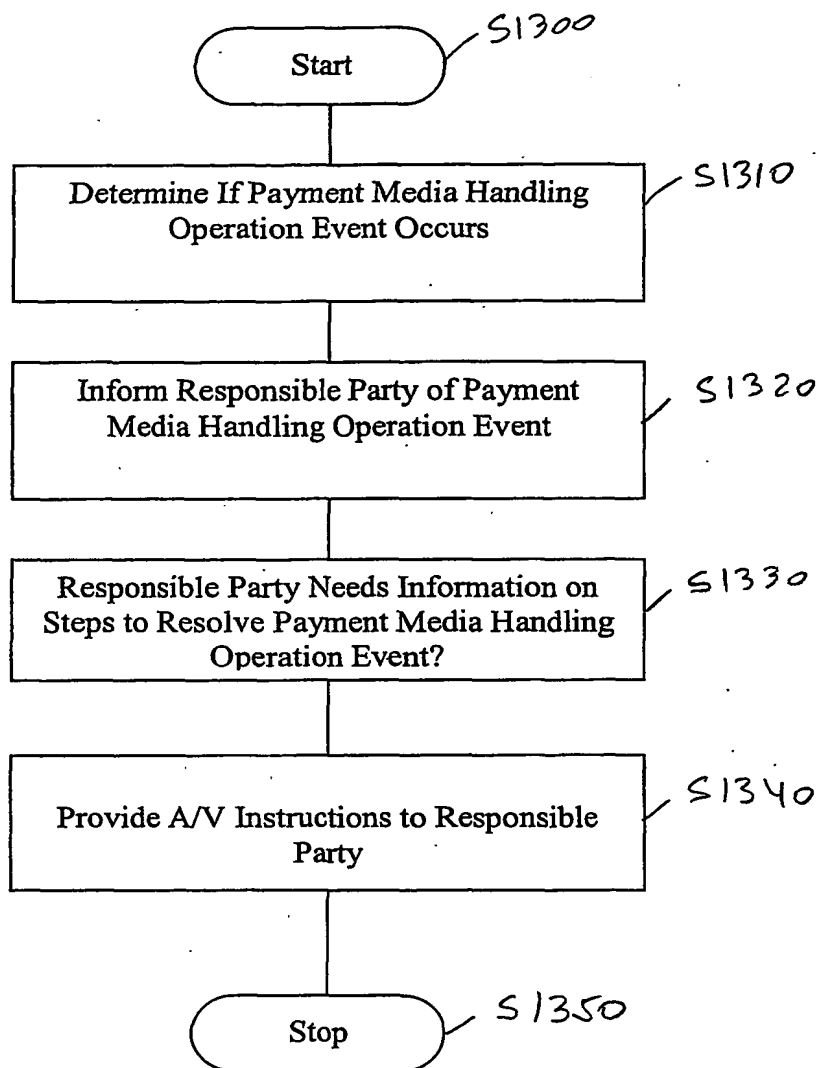 S1300
Start
S1310
Determine If Payment Media Handling
Operation Event Occurs
S1320
Inform Responsible Party of Payment
Media Handling Operation Event
S1330
Responsible Party Needs Information on
Steps to Resolve Payment Media Handling
Operation Event?
S1340
Provide A/V Instructions to Responsible
Party
S1350
Stop